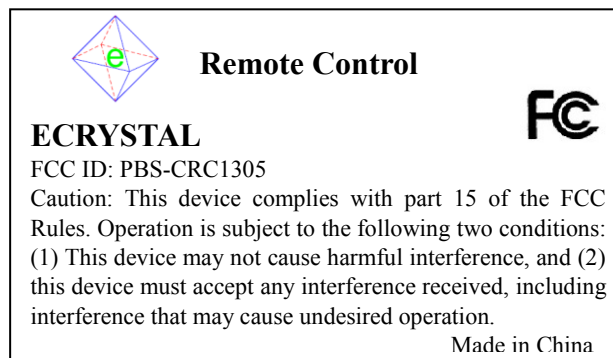 e
Remote Control
FC
ECRYSTAL
FCC ID: PBS-CRC1305
Caution: This device complies with part 15 of the FCC
Rules. Operation is subject to the following two conditions:
(1) This device may not cause harmful interference, and (2)
this device must accept any interference received, including
interference that may cause undesired operation.
Made in China